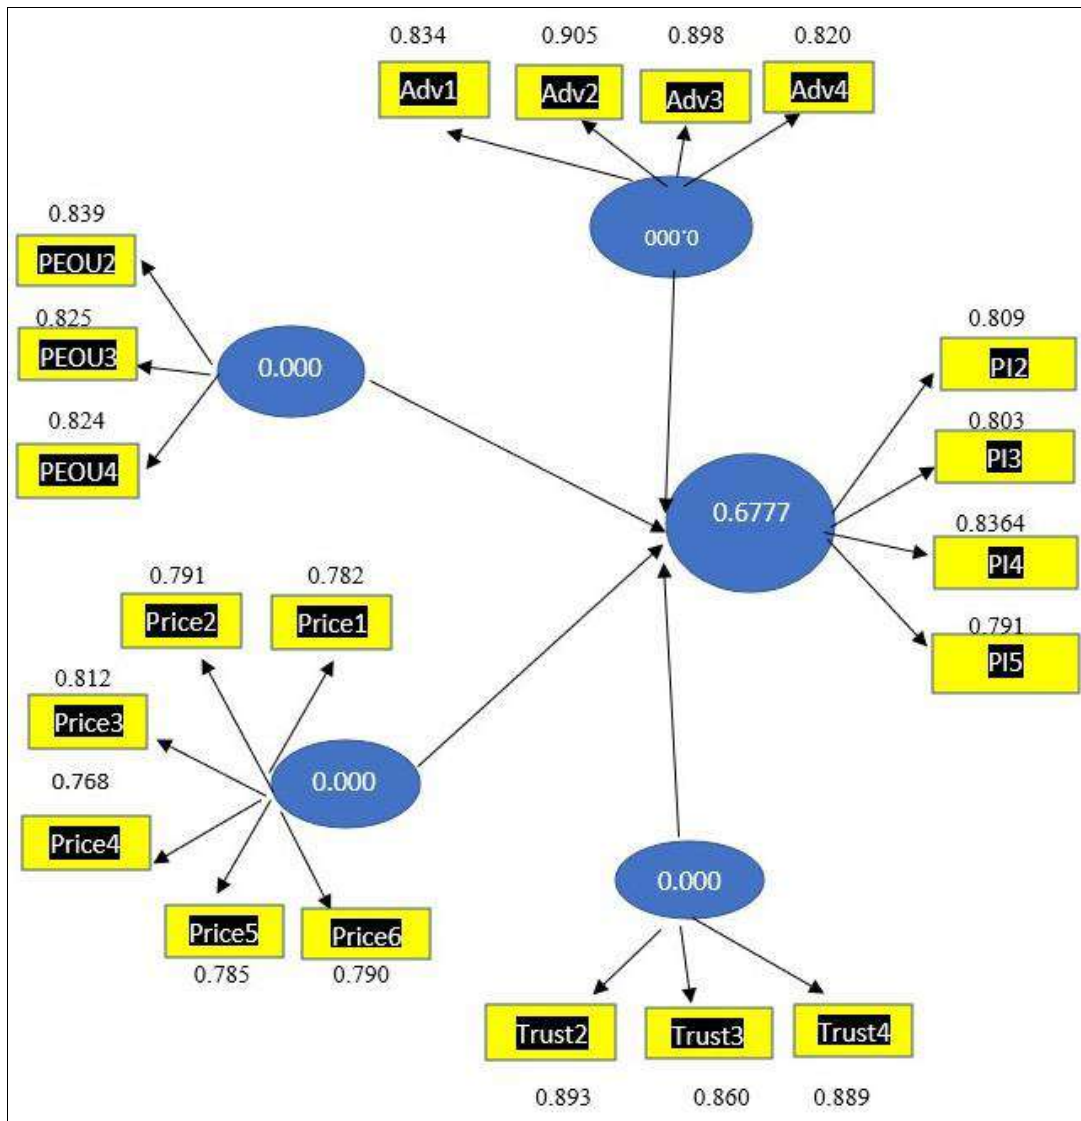 0.834
0.905
0.898
0.820
Adv1
Adv2
Adv3
Adv4
0.000
0.839
PEOU2
0.825
PEOU3
0.824
PEOU4
0.000
0.809
PI2
0.803
PI3
0.8364
PI4
0.791
PI5
0.6777
0.791
0.782
Price2
Price1
0.812
Price3
0.768
Price4
0.000
Price5
Price6
0.785
0.790
0.000
Trust2
Trust3
Trust4
0.893
0.860
0.889